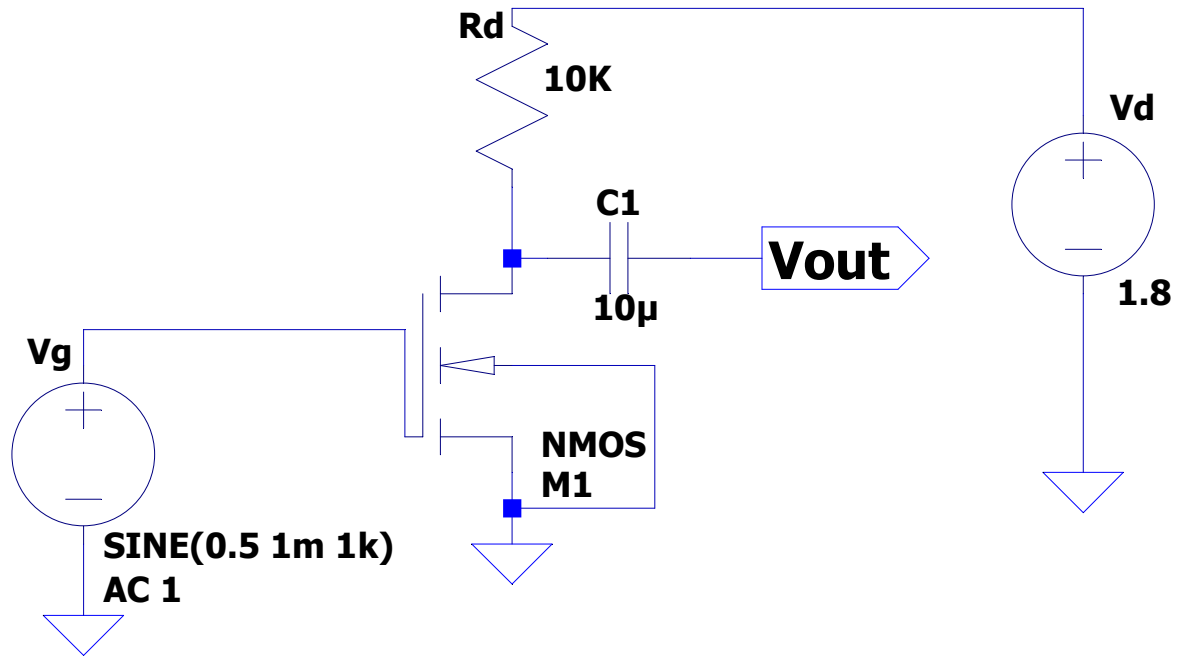 Rd
10K
Vd
C1
Vout
10µ
1.8
Vg
NMOS
M1
SINE(0.5 1m 1k)
AC 1